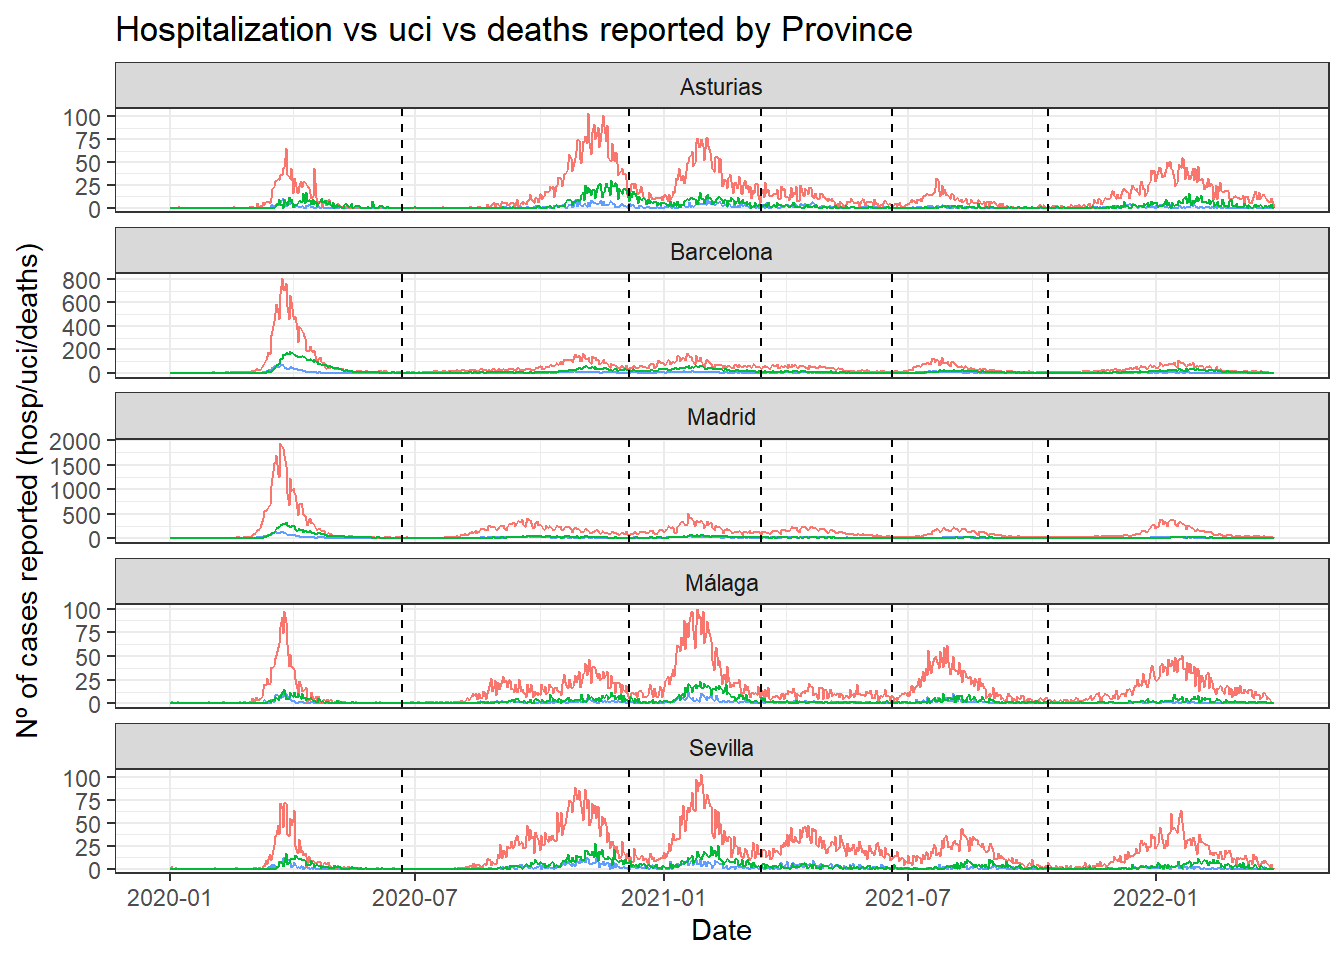 Hospitalization vs uci vs deaths reported by Province
Nº of cases reported (hosp/uci/deaths)
Asturias
100
75
50
25
0
Barcelona
800
600
400
200
0
Madrid
2000
1500
1000
500
0
Málaga
100
75
50
25
0
Sevilla
100
75
50
25
0
2020-01 2020-07 2021-01 2021-07 2022-01
Date